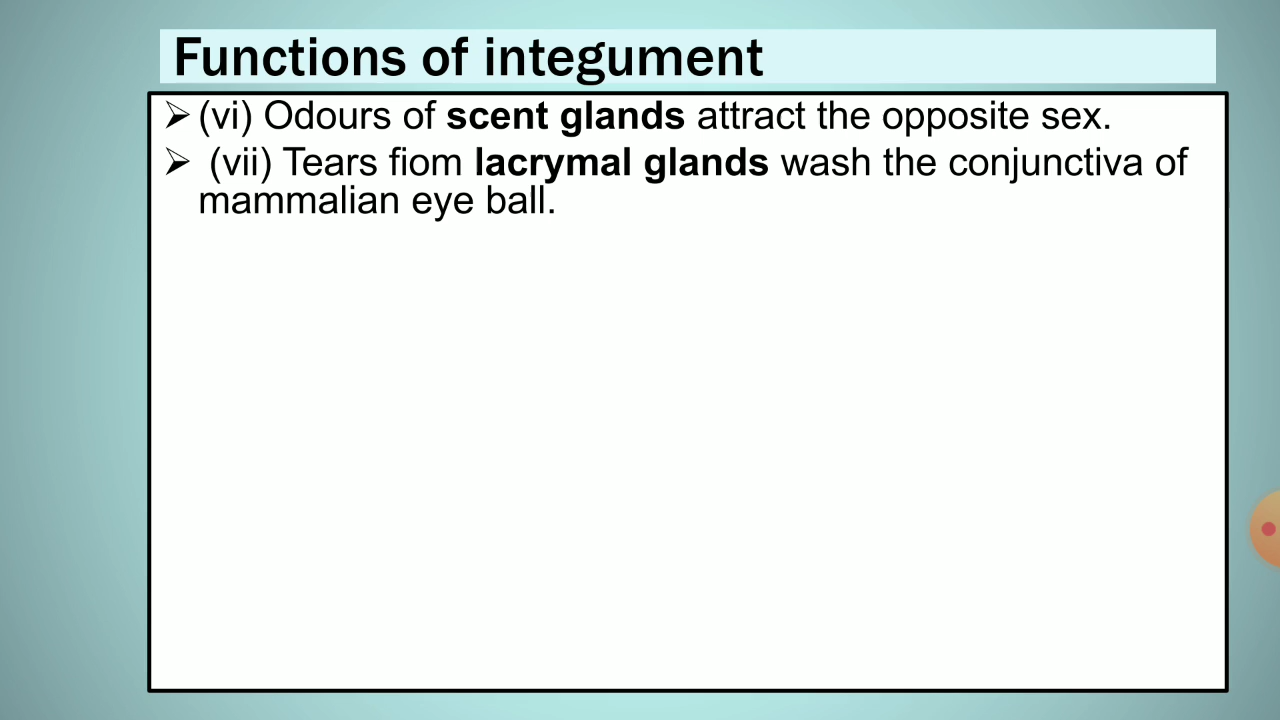 Functions of integument
➢ (vi) Odours of scent glands attract the opposite sex.
➢ (vii) Tears fiom lacrymal glands wash the conjunctiva of
mammalian eye ball.